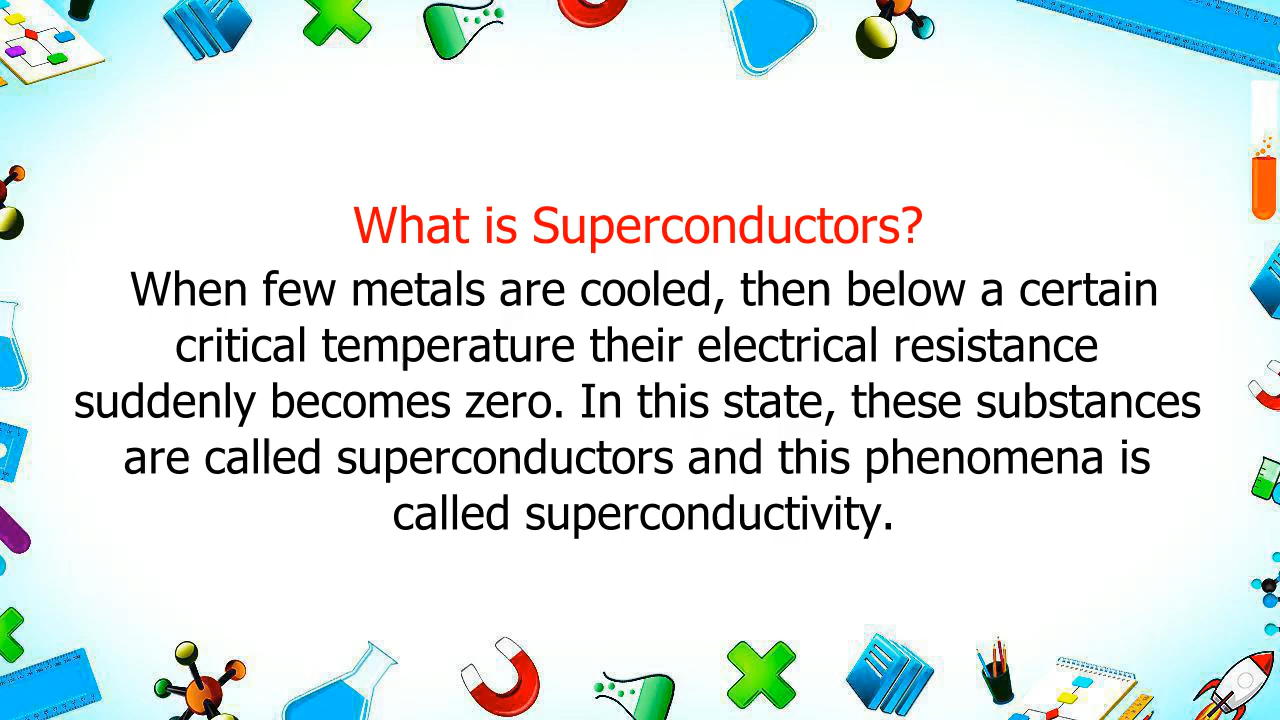 What is Superconductors?
When few metals are cooled, then below a certain
critical temperature their electrical resistance
suddenly becomes zero. In this state, these substances
are called superconductors and this phenomena is
called superconductivity.